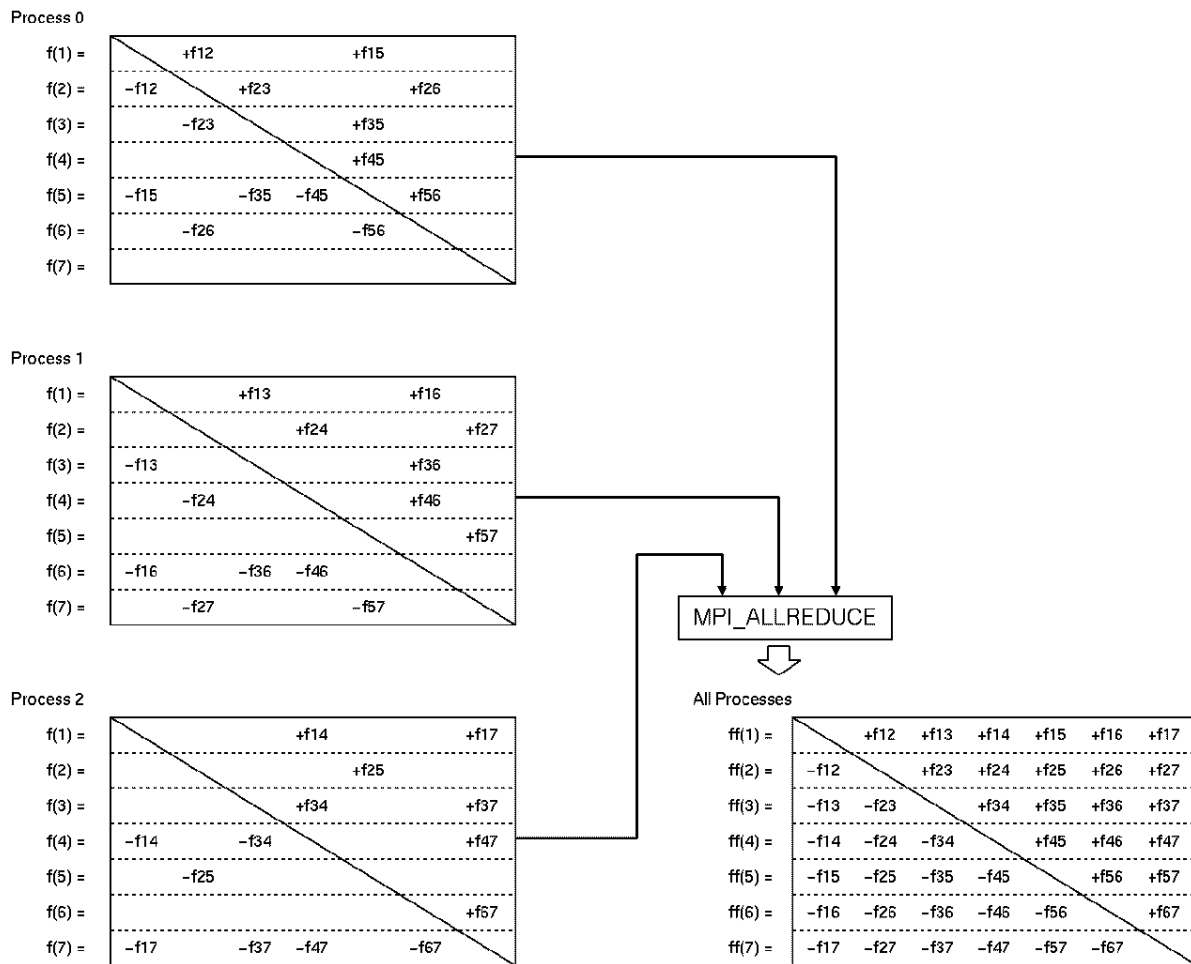 Process 0
f(1) = +f12 +f15
f(2) = −f12 +f23 +f26
f(3) = −f23 +f35
f(4) = +f45
f(5) = −f15 −f35 −f45 +f56
f(6) = −f26 −f56
f(7) =
Process 1
f(1) = +f13 +f16
f(2) = +f24 +f27
f(3) = −f13 +f36
f(4) = −f24 +f46
f(5) = +f57
f(6) = −f16 −f36 −f46
f(7) = −f27 −f57
MPI_ALLREDUCE
Process 2
f(1) = +f14 +f17
f(2) = +f25
f(3) = +f34 +f37
f(4) = −f14 −f34 +f47
f(5) = −f25
f(6) = +f67
f(7) = −f17 −f37 −f47 −f67
All Processes
ff(1) = +f12 +f13 +f14 +f15 +f16 +f17
ff(2) = −f12 +f23 +f24 +f25 +f26 +f27
ff(3) = −f13 −f23 +f34 +f35 +f36 +f37
ff(4) = −f14 −f24 −f34 +f45 +f46 +f47
ff(5) = −f15 −f25 −f35 −f45 +f56 +f57
ff(6) = −f16 −f26 −f36 −f46 −f56 +f67
ff(7) = −f17 −f27 −f37 −f47 −f57 −f67